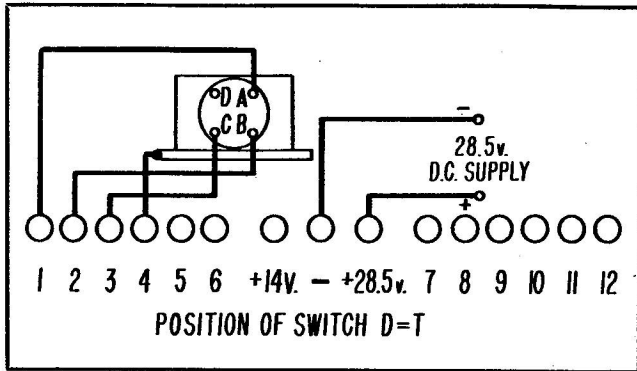 D A
C B
−
28.5v.
D.C. SUPPLY
+
1 2 3 4 5 6 +14V. − +28.5v. 7 8 9 10 11 12
POSITION OF SWITCH D=T